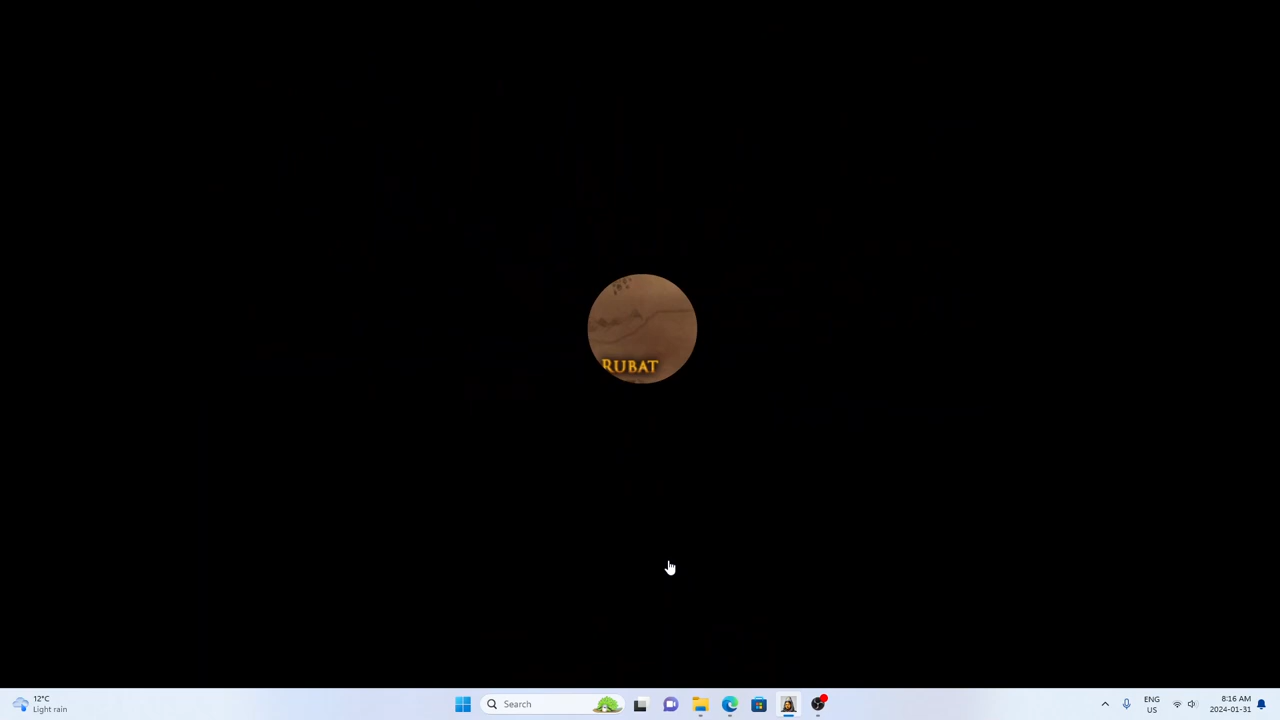 RUBAT
12°C
Light rain
Search
ENG
US
8:16 AM
2024-01-31